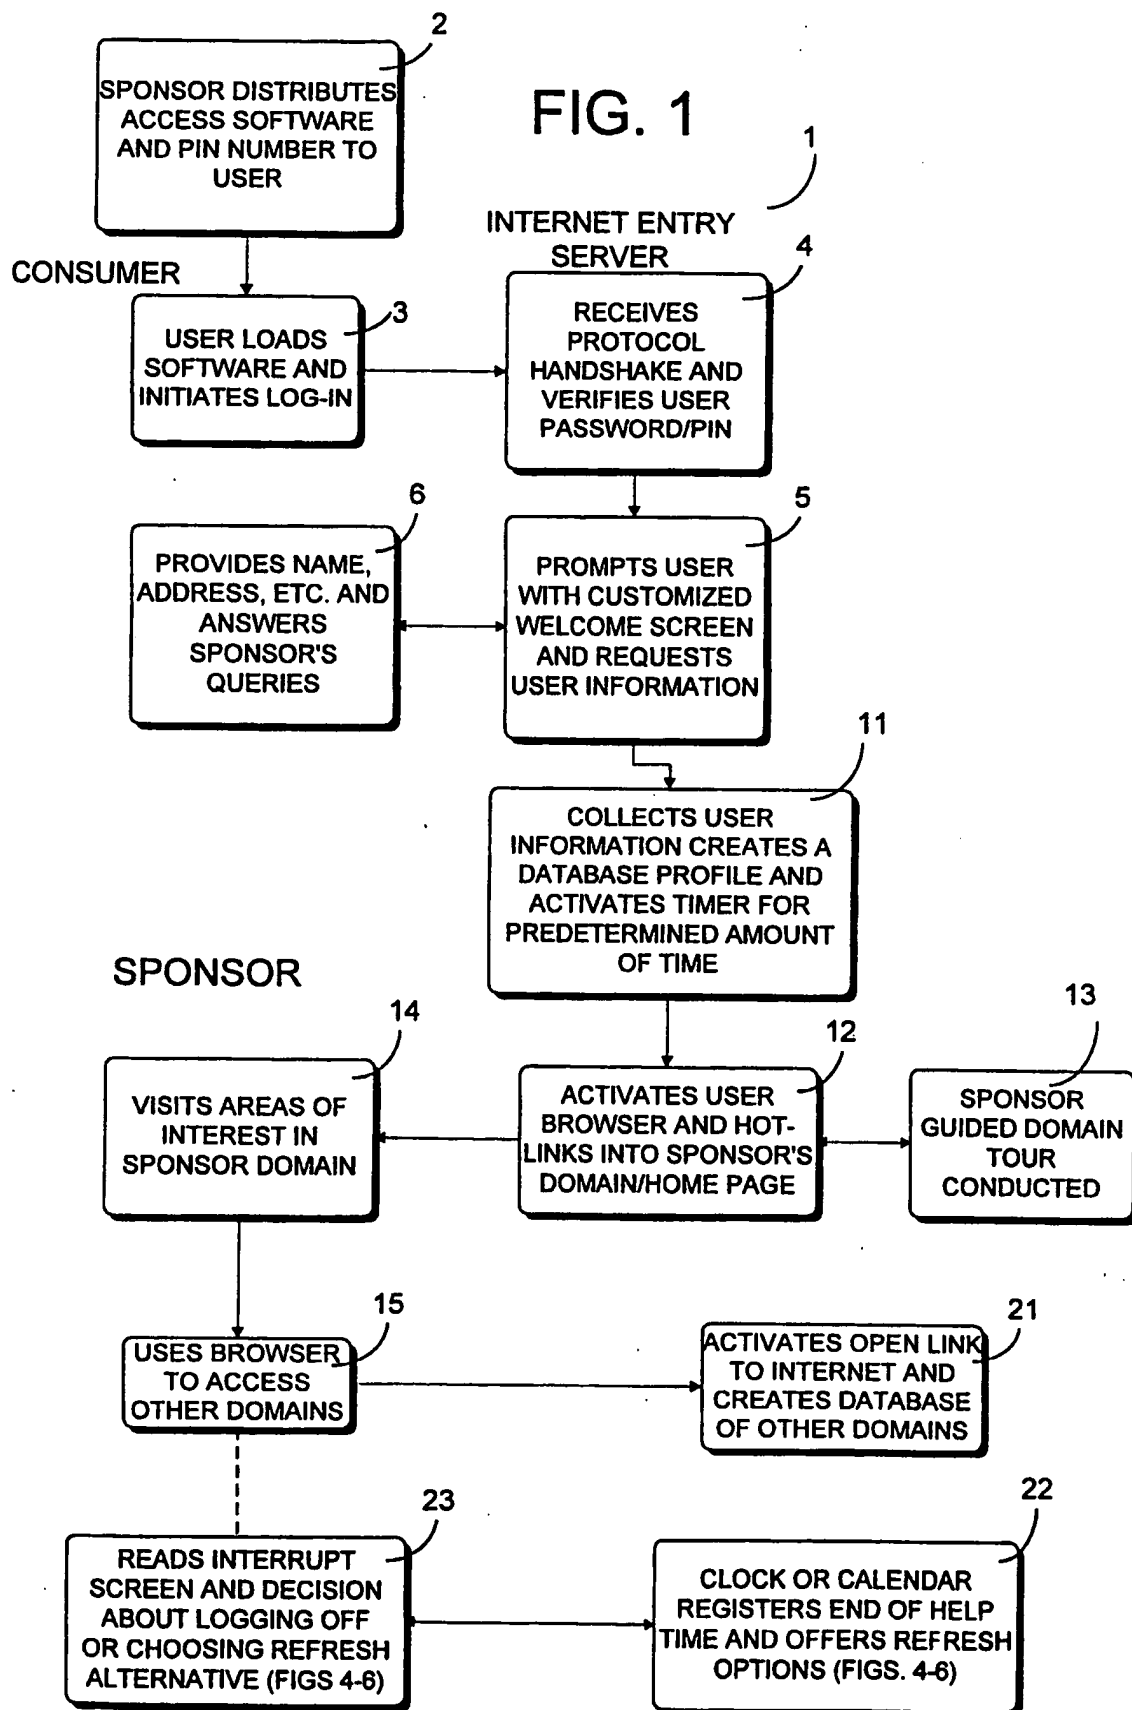 2
SPONSOR DISTRIBUTES
ACCESS SOFTWARE
AND PIN NUMBER TO
USER
FIG. 1
1
CONSUMER
INTERNET ENTRY
SERVER
3
USER LOADS
SOFTWARE AND
INITIATES LOG-IN
4
RECEIVES
PROTOCOL
HANDSHAKE AND
VERIFIES USER
PASSWORD/PIN
6
PROVIDES NAME,
ADDRESS, ETC. AND
ANSWERS
SPONSOR'S
QUERIES
5
PROMPTS USER
WITH CUSTOMIZED
WELCOME SCREEN
AND REQUESTS
USER INFORMATION
11
COLLECTS USER
INFORMATION CREATES A
DATABASE PROFILE AND
ACTIVATES TIMER FOR
PREDETERMINED AMOUNT
OF TIME
SPONSOR
14
VISITS AREAS OF
INTEREST IN
SPONSOR DOMAIN
12
ACTIVATES USER
BROWSER AND HOT-
LINKS INTO SPONSOR'S
DOMAIN/HOME PAGE
13
SPONSOR
GUIDED DOMAIN
TOUR
CONDUCTED
15
USES BROWSER
TO ACCESS
OTHER DOMAINS
21
ACTIVATES OPEN LINK
TO INTERNET AND
CREATES DATABASE
OF OTHER DOMAINS
23
READS INTERRUPT
SCREEN AND DECISION
ABOUT LOGGING OFF
OR CHOOSING REFRESH
ALTERNATIVE (FIGS 4-6)
22
CLOCK OR CALENDAR
REGISTERS END OF HELP
TIME AND OFFERS REFRESH
OPTIONS (FIGS. 4-6)